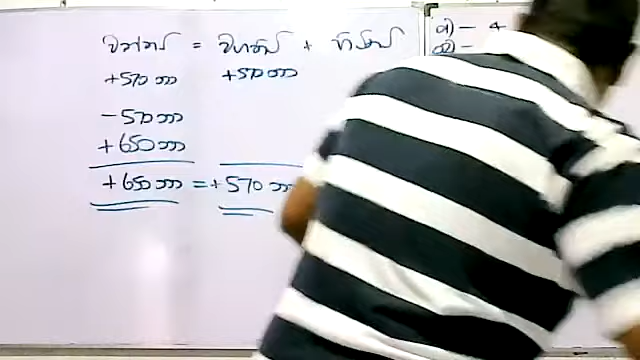 වත්කම් = වගකීම් + හිමිකම්
+570 000 +570 000
-570 000
+650 000
+650 000 = +570 000